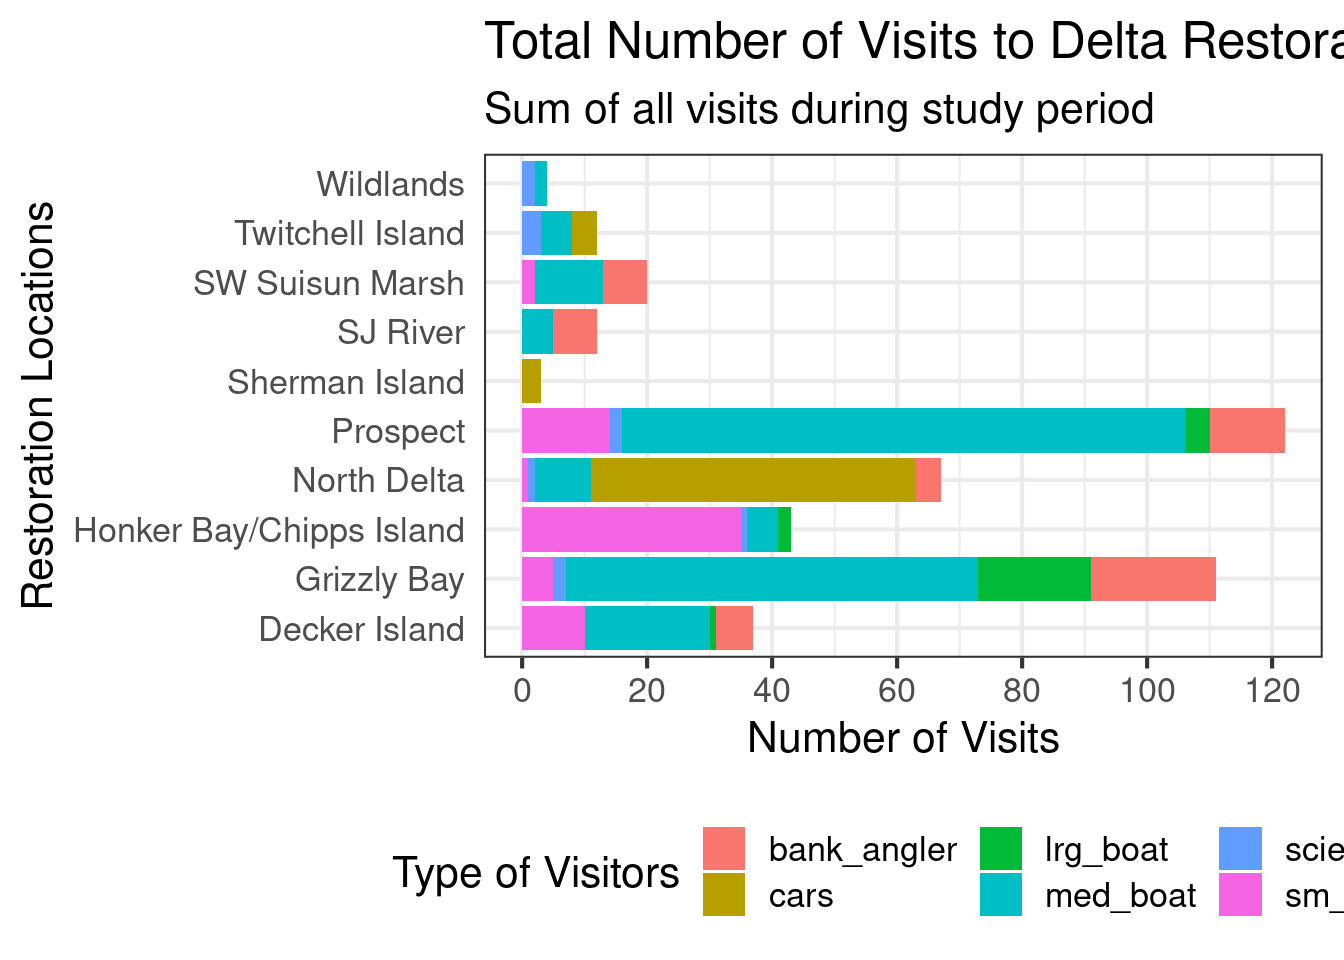 Total Number of Visits to Delta Restora
Sum of all visits during study period
Restoration Locations
Wildlands
Twitchell Island
SW Suisun Marsh
SJ River
Sherman Island
Prospect
North Delta
Honker Bay/Chipps Island
Grizzly Bay
Decker Island
0 20 40 60 80 100 120
Number of Visits
Type of Visitors
bank_angler lrg_boat scie
cars med_boat sm_